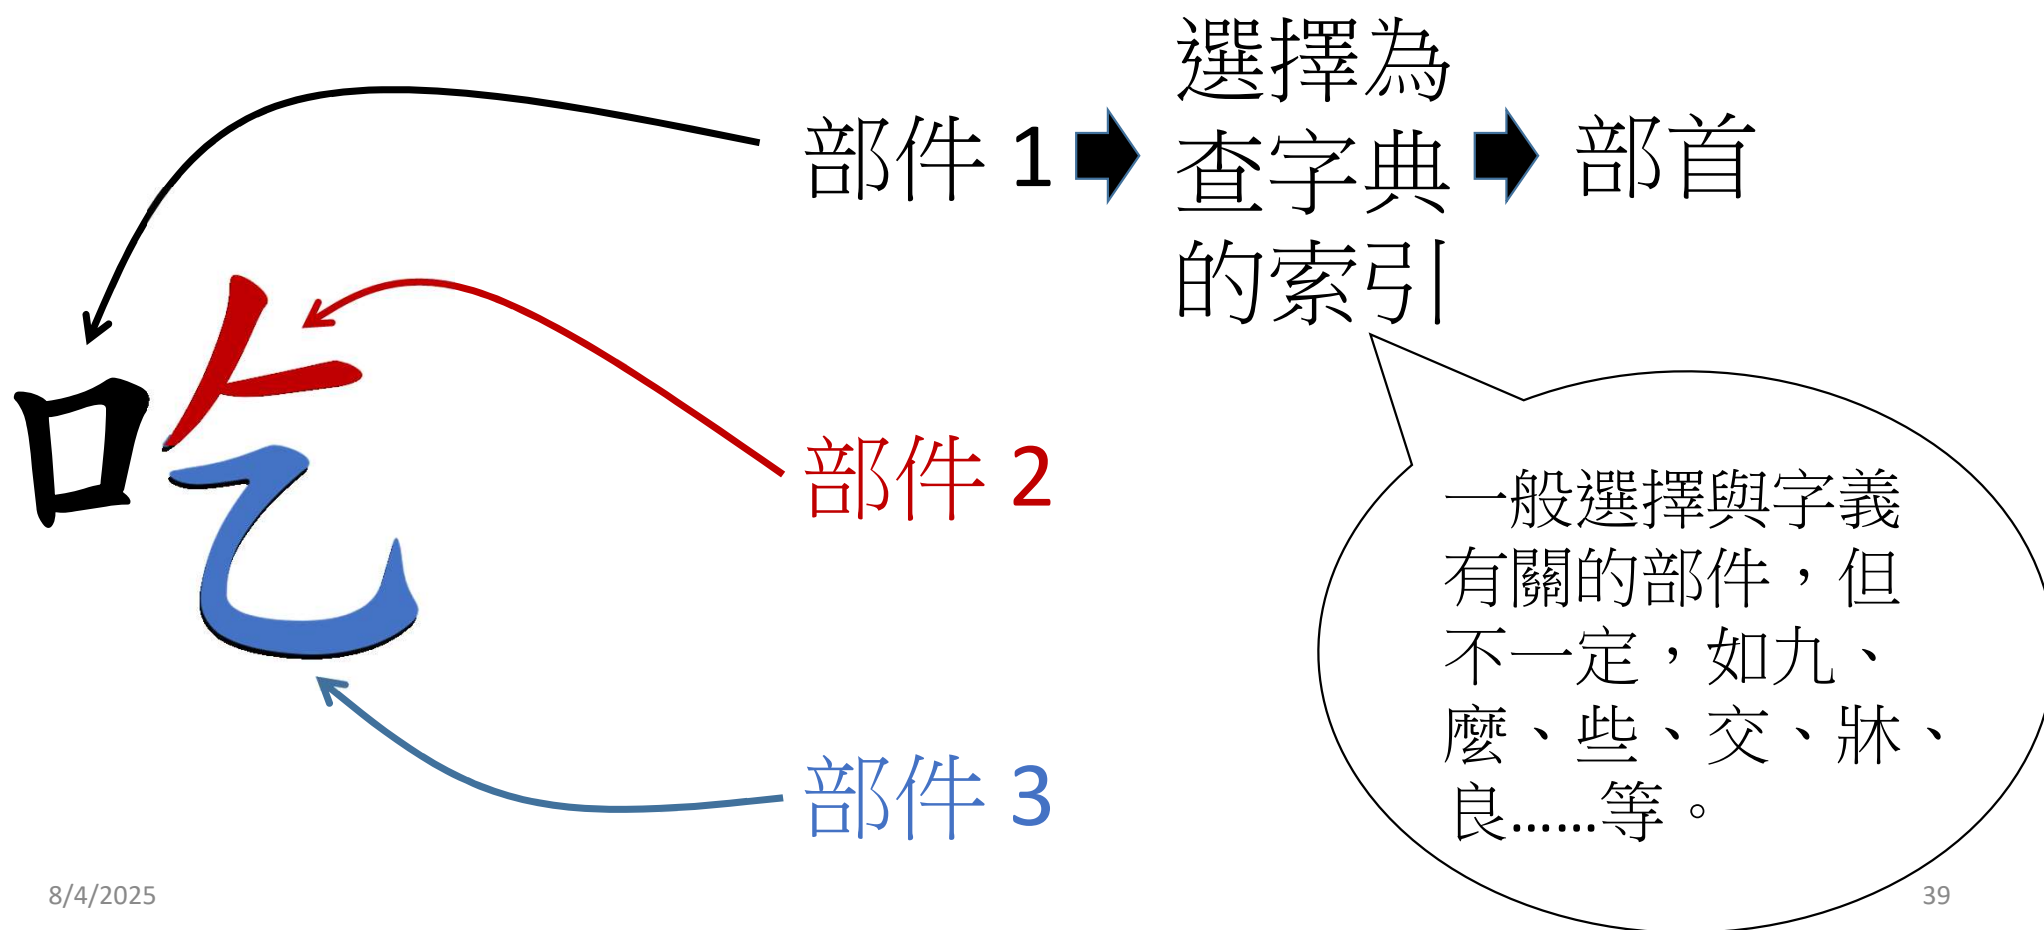 吃
部件 1
選擇為
查字典
的索引
部首
部件 2
部件 3
一般選擇與字義
有關的部件，但
不一定，如九、
麼、些、交、牀、
良……等。
8/4/2025
39